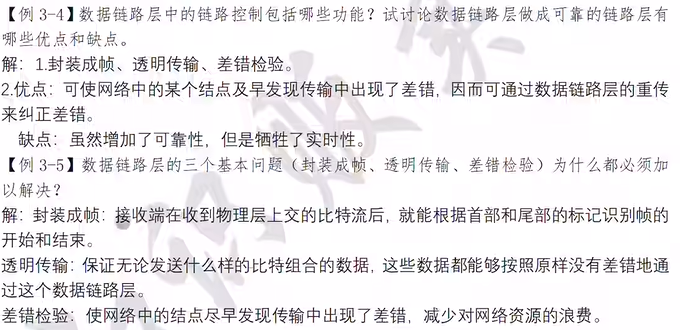 【例 3-4】数据链路层中的链路控制包括哪些功能？试讨论数据链路层做成可靠的链路层有
哪些优点和缺点。
解：1.封装成帧、透明传输、差错检验。
2.优点：可使网络中的某个结点及早发现传输中出现了差错，因而可通过数据链路层的重传
来纠正差错。
缺点：虽然增加了可靠性，但是牺牲了实时性。
【例 3-5】数据链路层的三个基本问题（封装成帧、透明传输、差错检验）为什么都必须加
以解决？
解：封装成帧：接收端在收到物理层上交的比特流后，就能根据首部和尾部的标记识别帧的
开始和结束。
透明传输：保证无论发送什么样的比特组合的数据，这些数据都能够按照原样没有差错地通
过这个数据链路层。
差错检验：使网络中的结点尽早发现传输中出现了差错，减少对网络资源的浪费。